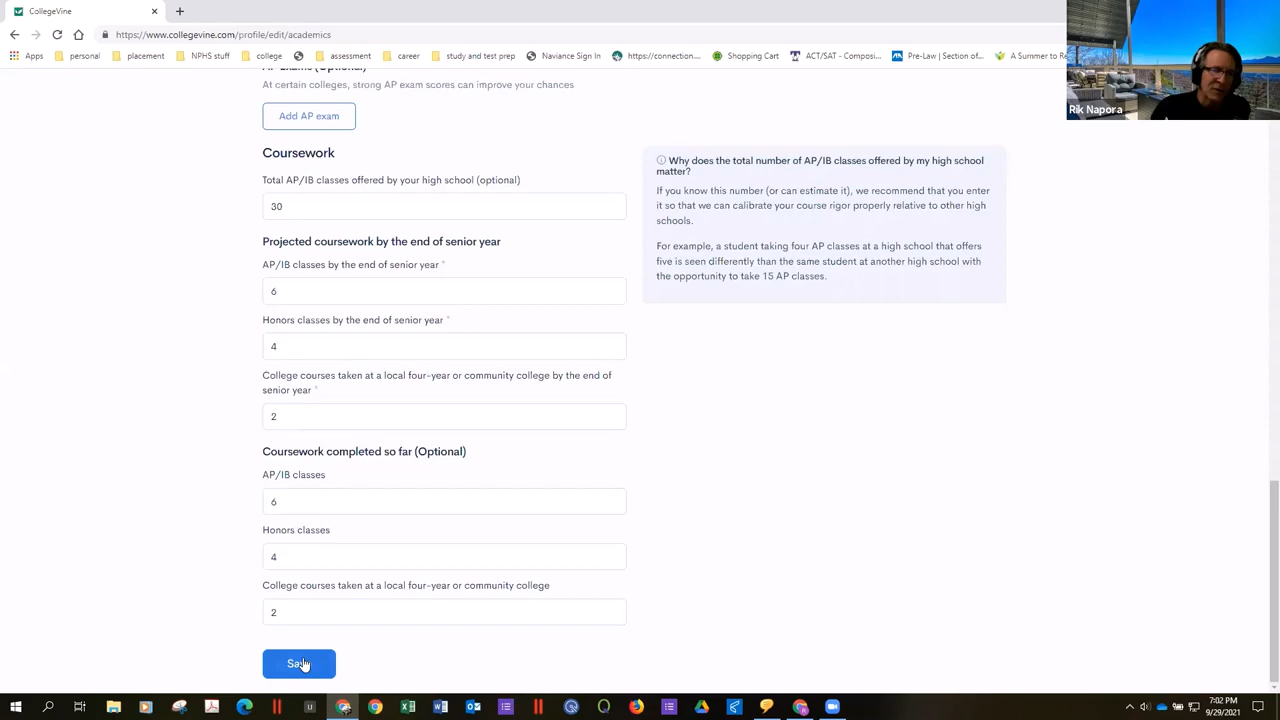 CollegeVine
https://www.collegevine.com/profile/edit/academics
Apps
personal
placement
NPHS stuff
college
assessmen
study and test prep
Naviance Sign In
https://connection....
Shopping Cart
ACT/SAT - Composi...
Pre-Law | Section of...
A Summer to
Rik Napora
AP Exams (Optional)
At certain colleges, strong AP exam scores can improve your chances
Add AP exam
Coursework
Total AP/IB classes offered by your high school (optional)
30
Projected coursework by the end of senior year
AP/IB classes by the end of senior year *
6
Honors classes by the end of senior year *
4
College courses taken at a local four-year or community college by the end of
senior year *
2
Coursework completed so far (Optional)
AP/IB classes
6
Honors classes
4
College courses taken at a local four-year or community college
2
Why does the total number of AP/IB classes offered by my high school
matter?
If you know this number (or can estimate it), we recommend that you enter
it so that we can calibrate your course rigor properly relative to other high
schools.
For example, a student taking four AP classes at a high school that offers
five is seen differently than the same student at another high school with
the opportunity to take 15 AP classes.
7:02 PM
9/29/2021